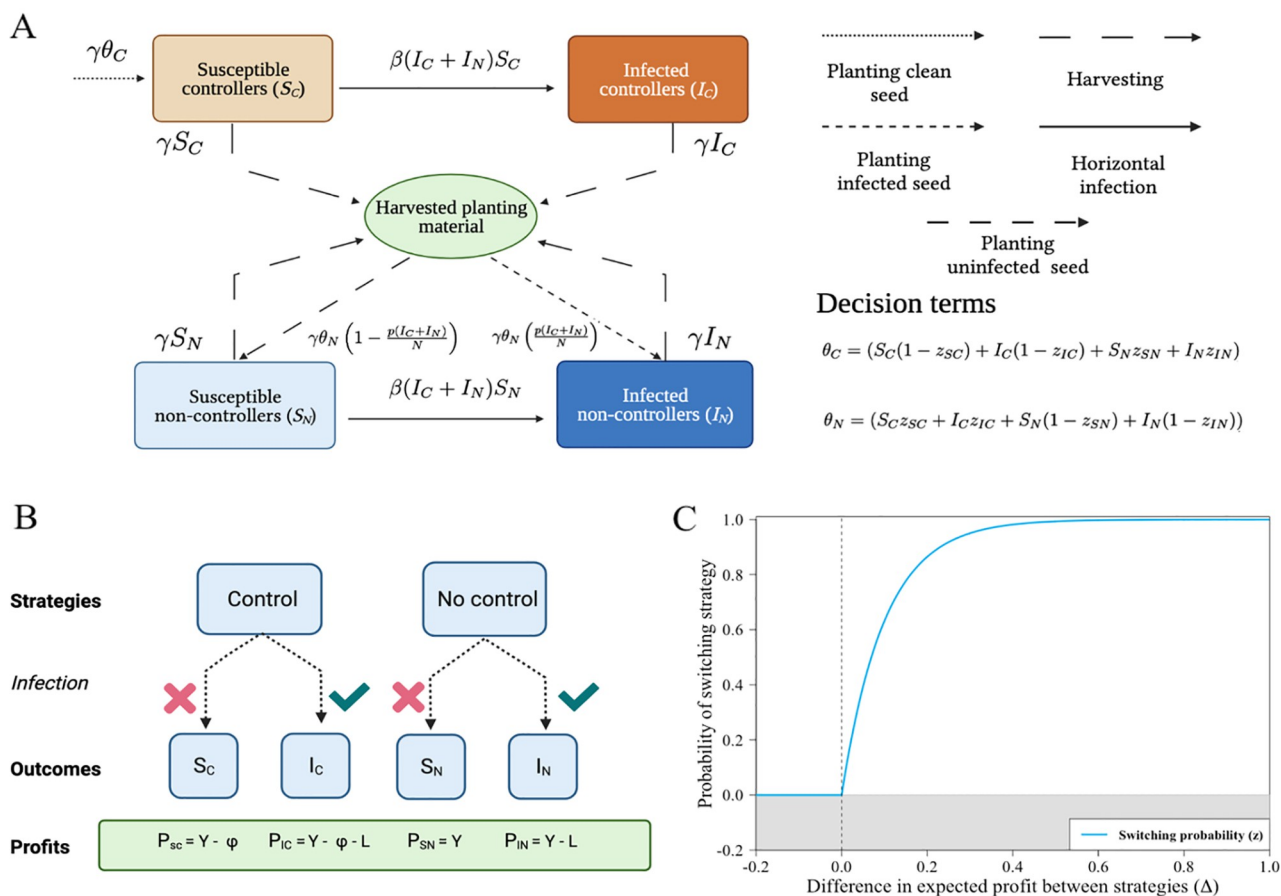 A
γθ_C
Susceptible
controllers (S_C)
β(I_C + I_N)S_C
Infected
controllers (I_C)
γS_C
γI_C
Harvested planting
material
γS_N
γθ_N (1 − p(I_C+I_N)/N)
γθ_N (p(I_C+I_N)/N)
γI_N
Susceptible
non-controllers (S_N)
β(I_C + I_N)S_N
Infected
non-controllers (I_N)
Planting clean
seed
Harvesting
Planting
infected seed
Horizontal
infection
Planting
uninfected seed
Decision terms
θ_C = (S_C(1 − z_SC) + I_C(1 − z_IC) + S_N z_SN + I_N z_IN)
θ_N = (S_C z_SC + I_C z_IC + S_N(1 − z_SN) + I_N(1 − z_IN))
B
Strategies
Control
No control
Infection
Outcomes
S_C
I_C
S_N
I_N
Profits
P_sc = Y - φ
P_IC = Y - φ - L
P_SN = Y
P_IN = Y - L
C
Probability of switching strategy
1.0
0.8
0.6
0.4
0.2
0.0
-0.2
Switching probability (z)
-0.2
0.0
0.2
0.4
0.6
0.8
1.0
Difference in expected profit between strategies (Δ)